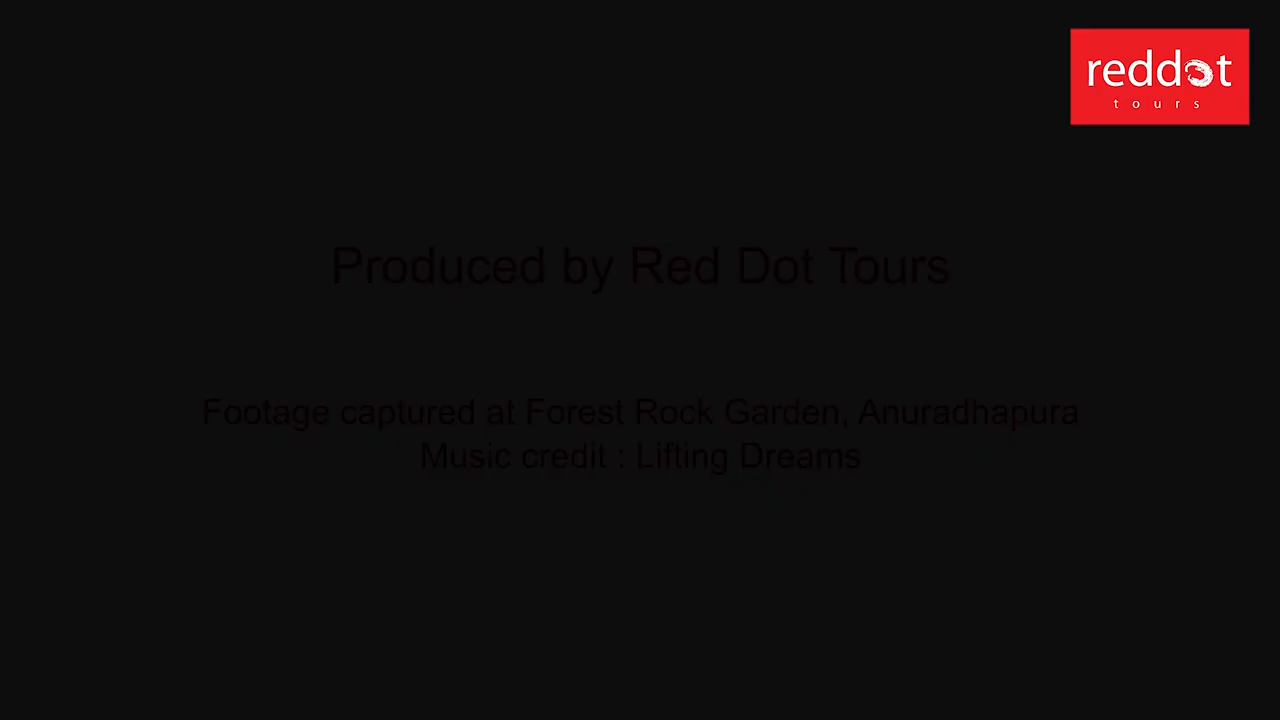 reddot
tours
Produced by Red Dot Tours
Footage captured at Forest Rock Garden, Anuradhapura
Music credit : Lifting Dreams